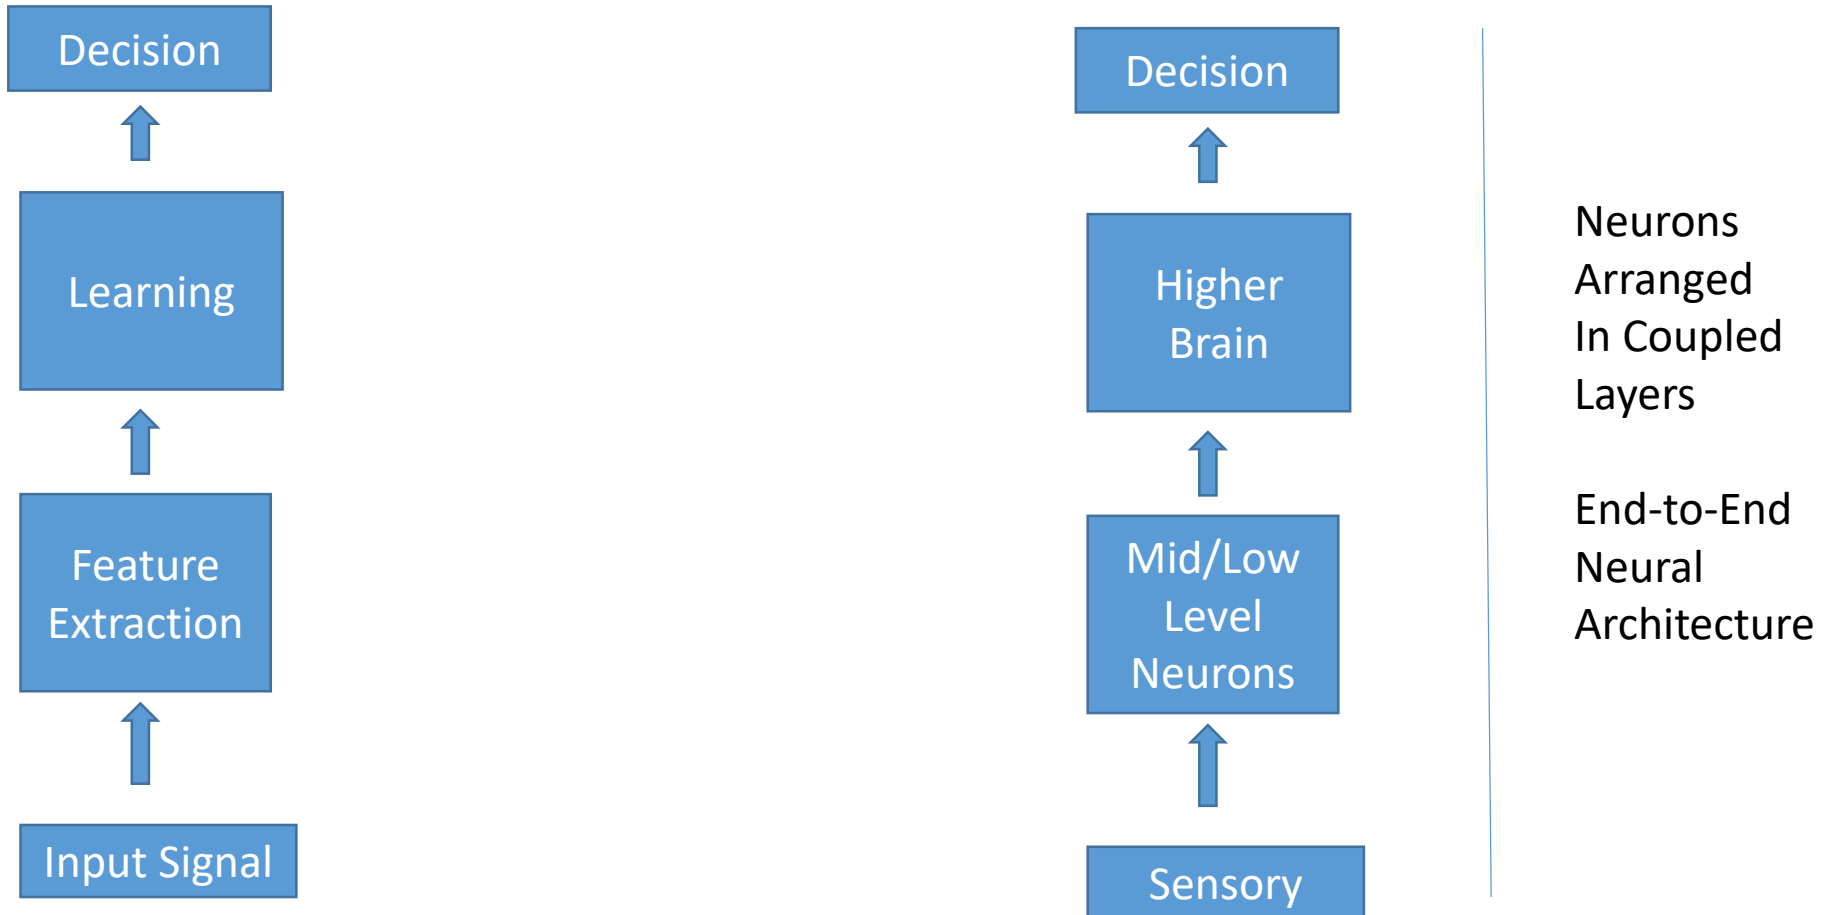 Decision
Learning
Feature
Extraction
Input Signal
Decision
Higher
Brain
Mid/Low
Level
Neurons
Sensory
Neurons
Arranged
In Coupled
Layers
End-to-End
Neural
Architecture